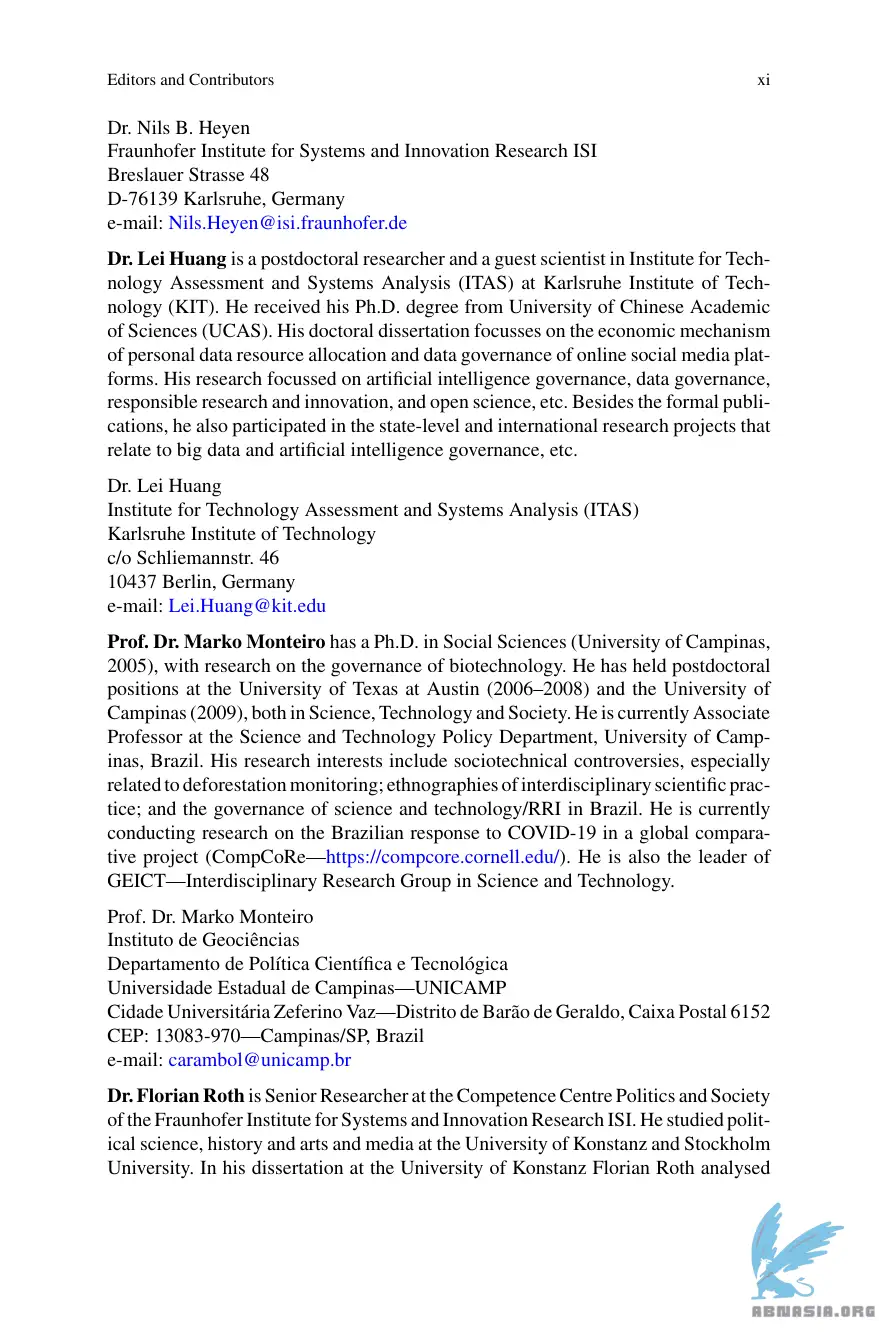 Editors and Contributors xi
Dr. Nils B. Heyen
Fraunhofer Institute for Systems and Innovation Research ISI
Breslauer Strasse 48
D-76139 Karlsruhe, Germany
e-mail: Nils.Heyen@isi.fraunhofer.de
Dr. Lei Huang is a postdoctoral researcher and a guest scientist in Institute for Tech-
nology Assessment and Systems Analysis (ITAS) at Karlsruhe Institute of Tech-
nology (KIT). He received his Ph.D. degree from University of Chinese Academic
of Sciences (UCAS). His doctoral dissertation focusses on the economic mechanism
of personal data resource allocation and data governance of online social media plat-
forms. His research focussed on artificial intelligence governance, data governance,
responsible research and innovation, and open science, etc. Besides the formal publi-
cations, he also participated in the state-level and international research projects that
relate to big data and artificial intelligence governance, etc.
Dr. Lei Huang
Institute for Technology Assessment and Systems Analysis (ITAS)
Karlsruhe Institute of Technology
c/o Schliemannstr. 46
10437 Berlin, Germany
e-mail: Lei.Huang@kit.edu
Prof. Dr. Marko Monteiro has a Ph.D. in Social Sciences (University of Campinas,
2005), with research on the governance of biotechnology. He has held postdoctoral
positions at the University of Texas at Austin (2006–2008) and the University of
Campinas (2009), both in Science, Technology and Society. He is currently Associate
Professor at the Science and Technology Policy Department, University of Camp-
inas, Brazil. His research interests include sociotechnical controversies, especially
related to deforestation monitoring; ethnographies of interdisciplinary scientific prac-
tice; and the governance of science and technology/RRI in Brazil. He is currently
conducting research on the Brazilian response to COVID-19 in a global compara-
tive project (CompCoRe—https://compcore.cornell.edu/). He is also the leader of
GEICT—Interdisciplinary Research Group in Science and Technology.
Prof. Dr. Marko Monteiro
Instituto de Geociências
Departamento de Política Científica e Tecnológica
Universidade Estadual de Campinas—UNICAMP
Cidade Universitária Zeferino Vaz—Distrito de Barão de Geraldo, Caixa Postal 6152
CEP: 13083-970—Campinas/SP, Brazil
e-mail: carambol@unicamp.br
Dr. Florian Roth is Senior Researcher at the Competence Centre Politics and Society
of the Fraunhofer Institute for Systems and Innovation Research ISI. He studied polit-
ical science, history and arts and media at the University of Konstanz and Stockholm
University. In his dissertation at the University of Konstanz Florian Roth analysed
ABNASIA.ORG